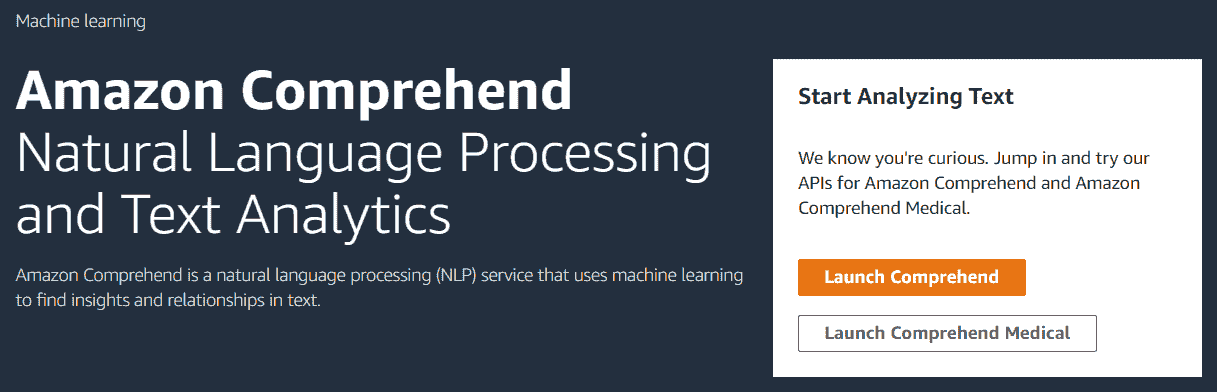 Machine learning
Amazon Comprehend
Natural Language Processing
and Text Analytics
Amazon Comprehend is a natural language processing (NLP) service that uses machine learning
to find insights and relationships in text.
Start Analyzing Text
We know you're curious. Jump in and try our
APIs for Amazon Comprehend and Amazon
Comprehend Medical.
Launch Comprehend
Launch Comprehend Medical